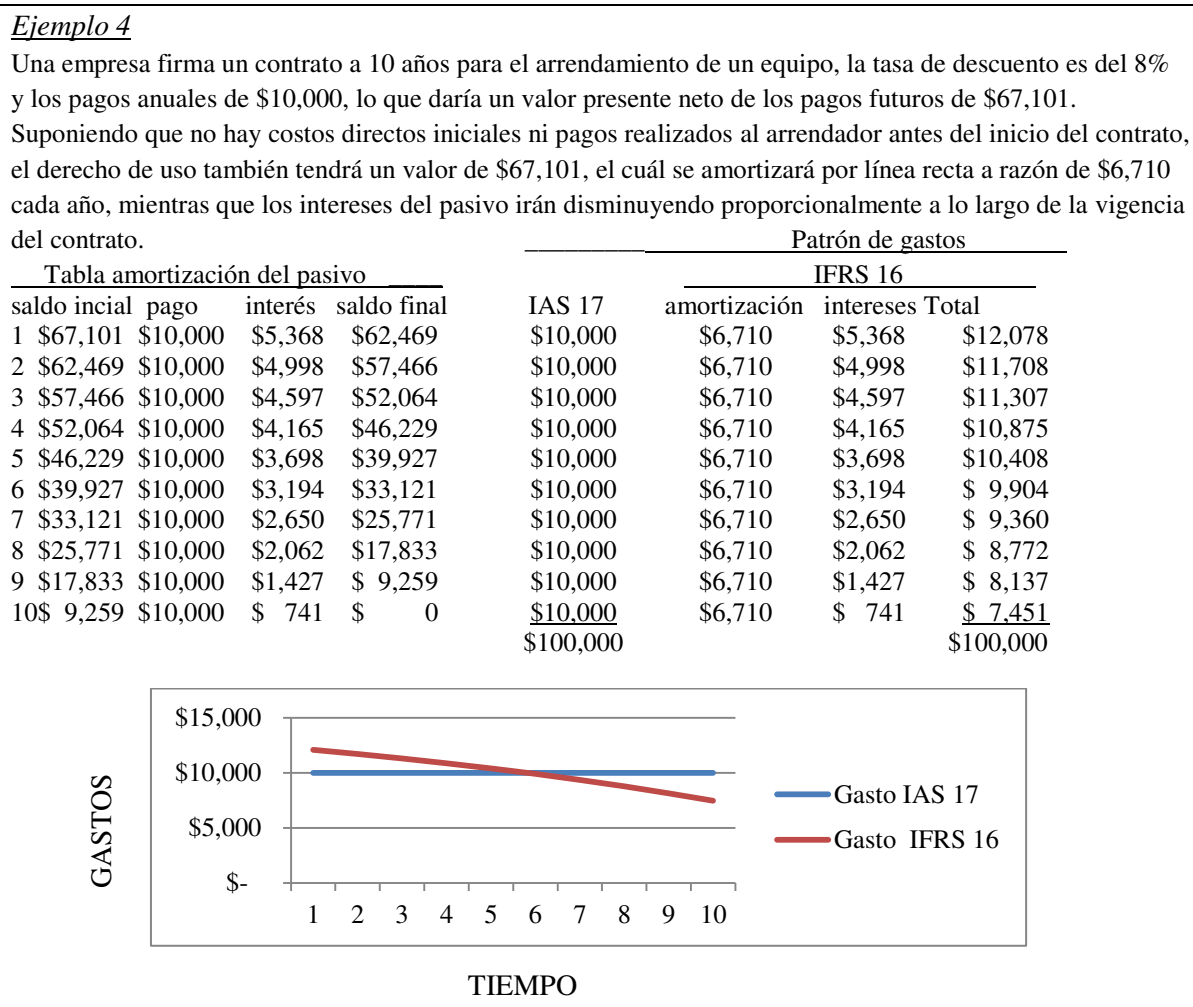 Ejemplo 4
Una empresa firma un contrato a 10 años para el arrendamiento de un equipo, la tasa de descuento es del 8%
y los pagos anuales de $10,000, lo que daría un valor presente neto de los pagos futuros de $67,101.
Suponiendo que no hay costos directos iniciales ni pagos realizados al arrendador antes del inicio del contrato,
el derecho de uso también tendrá un valor de $67,101, el cuál se amortizará por línea recta a razón de $6,710
cada año, mientras que los intereses del pasivo irán disminuyendo proporcionalmente a lo largo de la vigencia
del contrato. Patrón de gastos
Tabla amortización del pasivo IFRS 16
saldo incial pago interés saldo final IAS 17 amortización intereses Total
1 $67,101 $10,000 $5,368 $62,469 $10,000 $6,710 $5,368 $12,078
2 $62,469 $10,000 $4,998 $57,466 $10,000 $6,710 $4,998 $11,708
3 $57,466 $10,000 $4,597 $52,064 $10,000 $6,710 $4,597 $11,307
4 $52,064 $10,000 $4,165 $46,229 $10,000 $6,710 $4,165 $10,875
5 $46,229 $10,000 $3,698 $39,927 $10,000 $6,710 $3,698 $10,408
6 $39,927 $10,000 $3,194 $33,121 $10,000 $6,710 $3,194 $ 9,904
7 $33,121 $10,000 $2,650 $25,771 $10,000 $6,710 $2,650 $ 9,360
8 $25,771 $10,000 $2,062 $17,833 $10,000 $6,710 $2,062 $ 8,772
9 $17,833 $10,000 $1,427 $ 9,259 $10,000 $6,710 $1,427 $ 8,137
10$ 9,259 $10,000 $ 741 $ 0 $10,000 $6,710 $ 741 $ 7,451
$100,000 $100,000
$15,000
$10,000
$5,000
$-
GASTOS
1 2 3 4 5 6 7 8 9 10
Gasto IAS 17
Gasto IFRS 16
TIEMPO